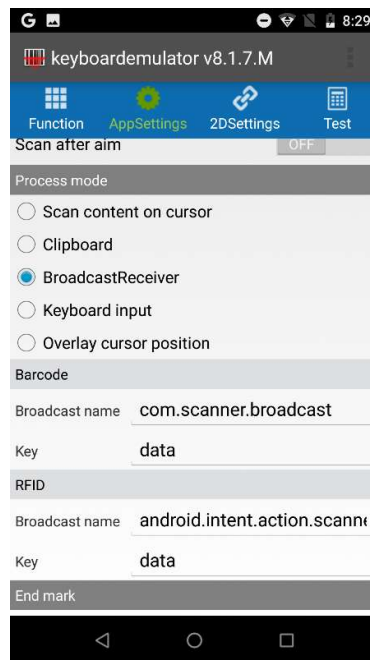 G 8:29
keyboardemulator v8.1.7.M
Function AppSettings 2DSettings Test
Scan after aim OFF
Process mode
Scan content on cursor
Clipboard
BroadcastReceiver
Keyboard input
Overlay cursor position
Barcode
Broadcast name com.scanner.broadcast
Key data
RFID
Broadcast name android.intent.action.scanne
Key data
End mark